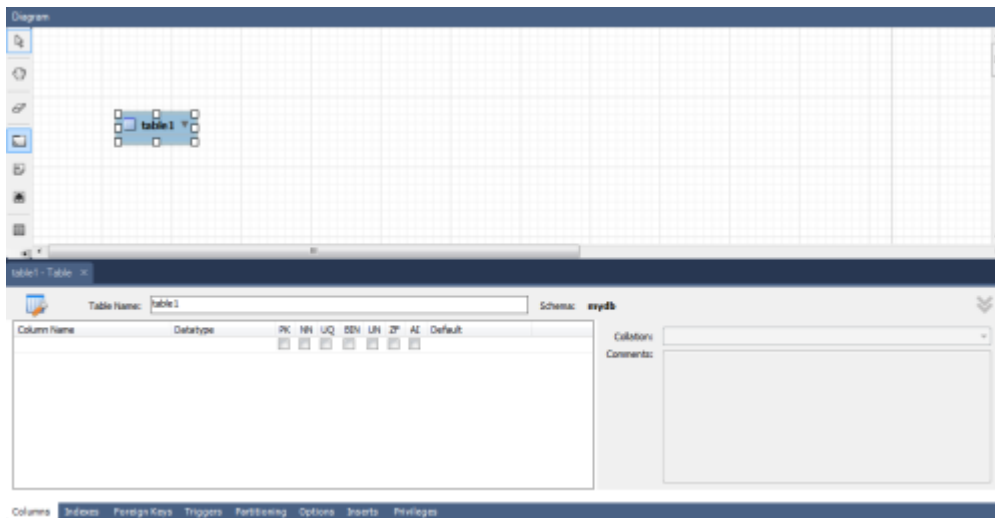 Diagram
table1
table1 - Table ×
Table Name: table1 Schema: mydb
Column Name Datatype PK NN UQ BIN UN ZF AI Default
Collation:
Comments:
Columns Indexes Foreign Keys Triggers Partitioning Options Inserts Privileges